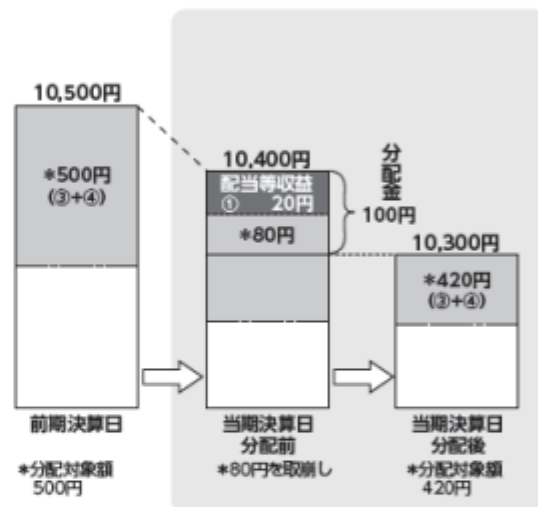 10,500円
*500円
(③+④)
前期決算日
*分配対象額
500円
10,400円
配当等収益
① 20円
*80円
分配金
100円
当期決算日
分配前
*80円を取崩し
10,300円
*420円
(③+④)
当期決算日
分配後
*分配対象額
420円